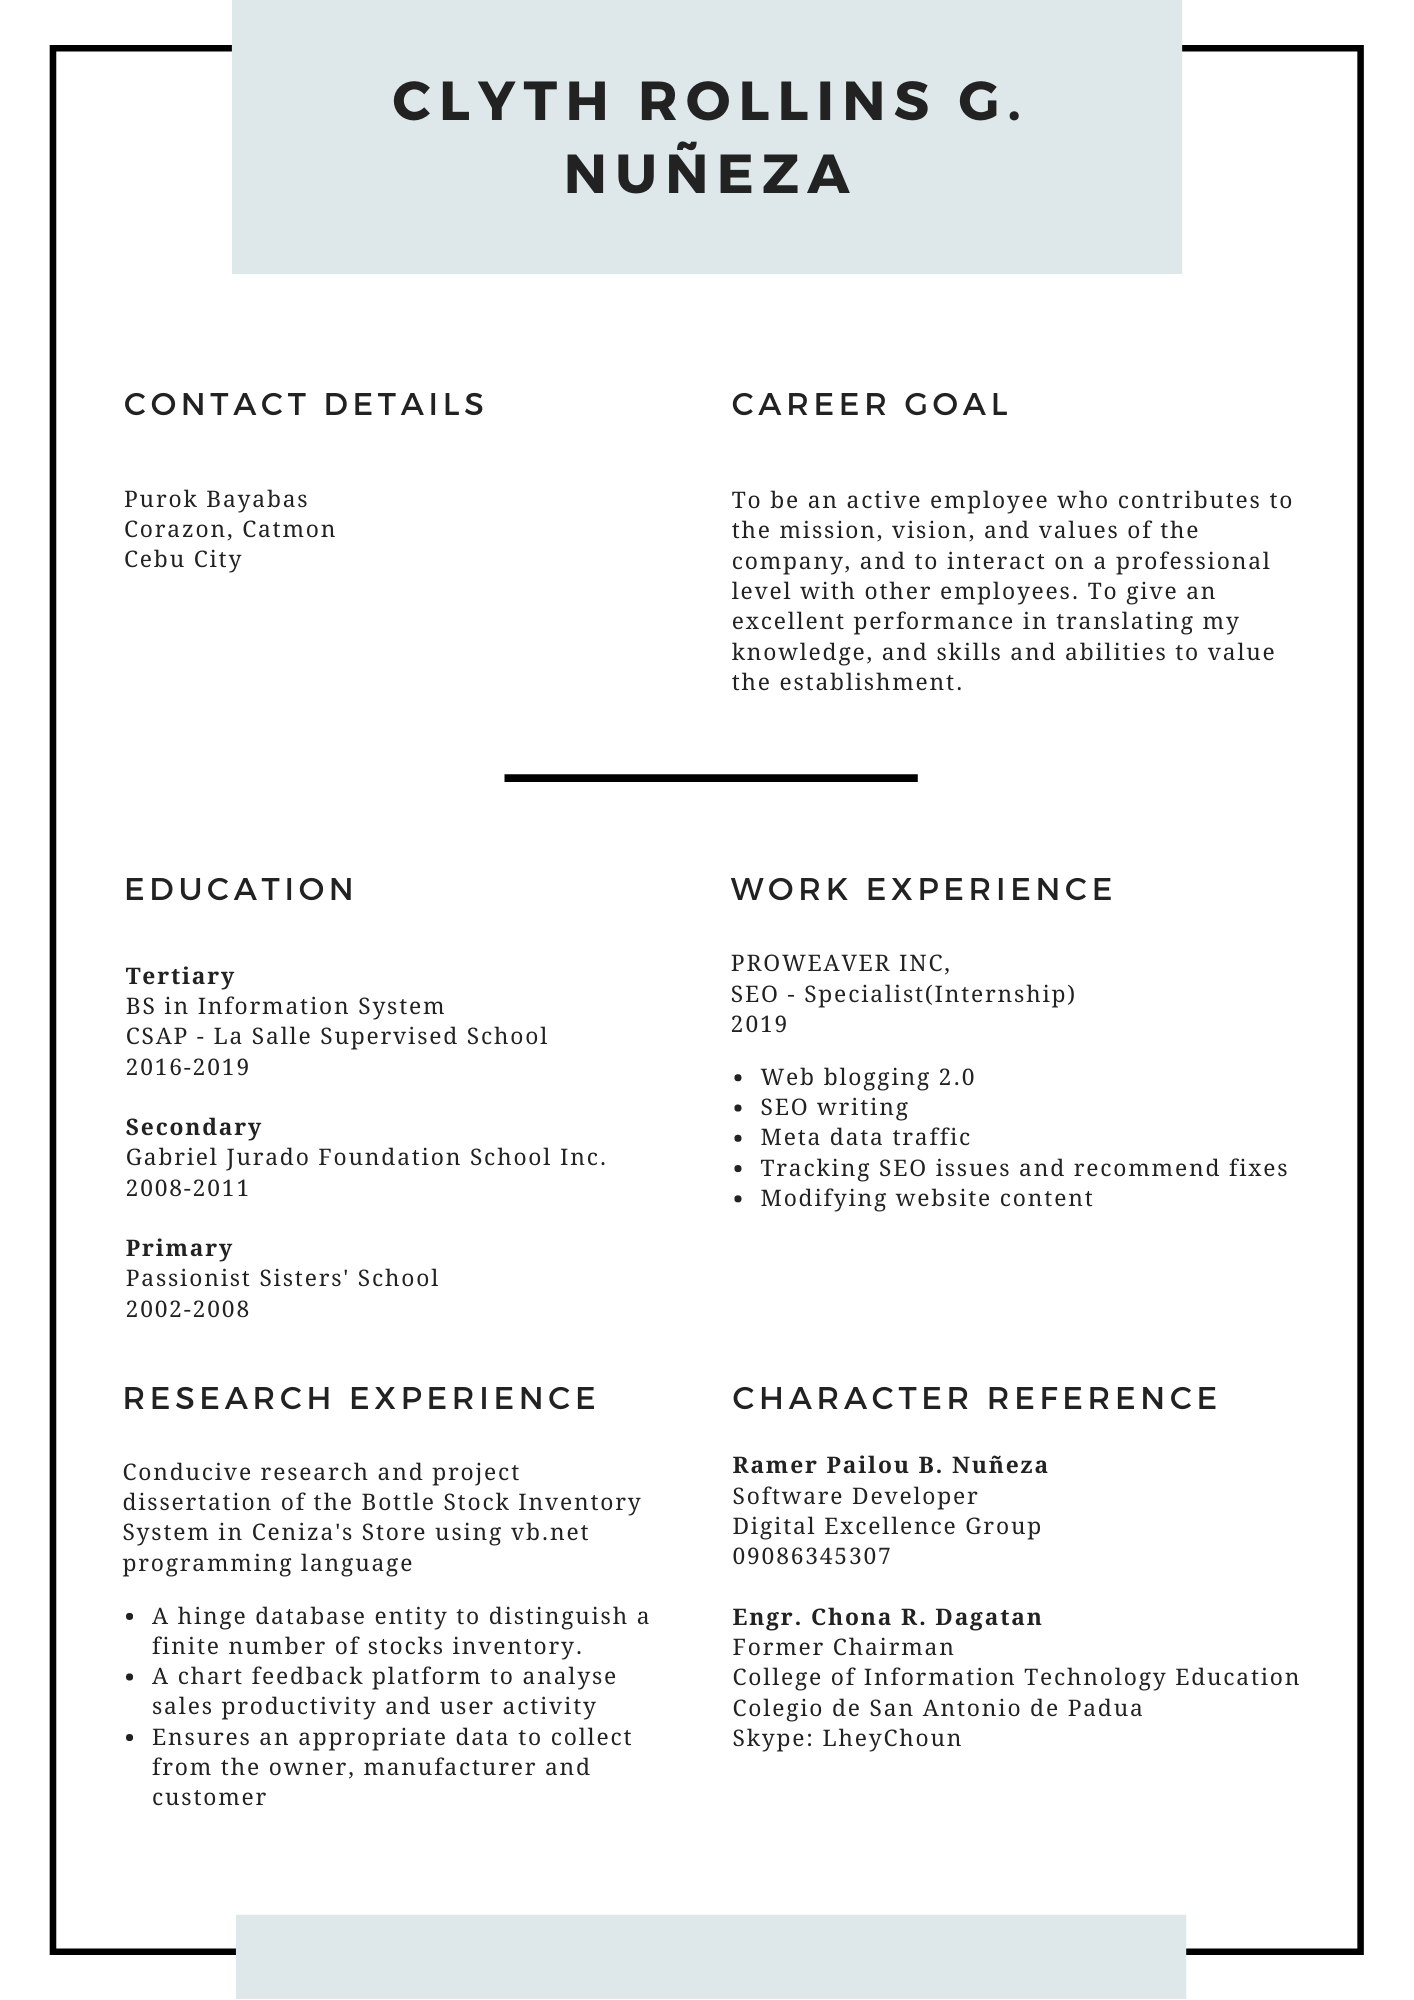 CLYTH ROLLINS G.
NUÑEZA
CONTACT DETAILS
Purok Bayabas
Corazon, Catmon
Cebu City
CAREER GOAL
To be an active employee who contributes to
the mission, vision, and values of the
company, and to interact on a professional
level with other employees. To give an
excellent performance in translating my
knowledge, and skills and abilities to value
the establishment.
EDUCATION
Tertiary
BS in Information System
CSAP - La Salle Supervised School
2016-2019
Secondary
Gabriel Jurado Foundation School Inc.
2008-2011
Primary
Passionist Sisters' School
2002-2008
WORK EXPERIENCE
PROWEAVER INC,
SEO - Specialist(Internship)
2019
• Web blogging 2.0
• SEO writing
• Meta data traffic
• Tracking SEO issues and recommend fixes
• Modifying website content
RESEARCH EXPERIENCE
Conducive research and project
dissertation of the Bottle Stock Inventory
System in Ceniza's Store using vb.net
programming language
• A hinge database entity to distinguish a
finite number of stocks inventory.
• A chart feedback platform to analyse
sales productivity and user activity
• Ensures an appropriate data to collect
from the owner, manufacturer and
customer
CHARACTER REFERENCE
Ramer Pailou B. Nuñeza
Software Developer
Digital Excellence Group
09086345307
Engr. Chona R. Dagatan
Former Chairman
College of Information Technology Education
Colegio de San Antonio de Padua
Skype: LheyChoun